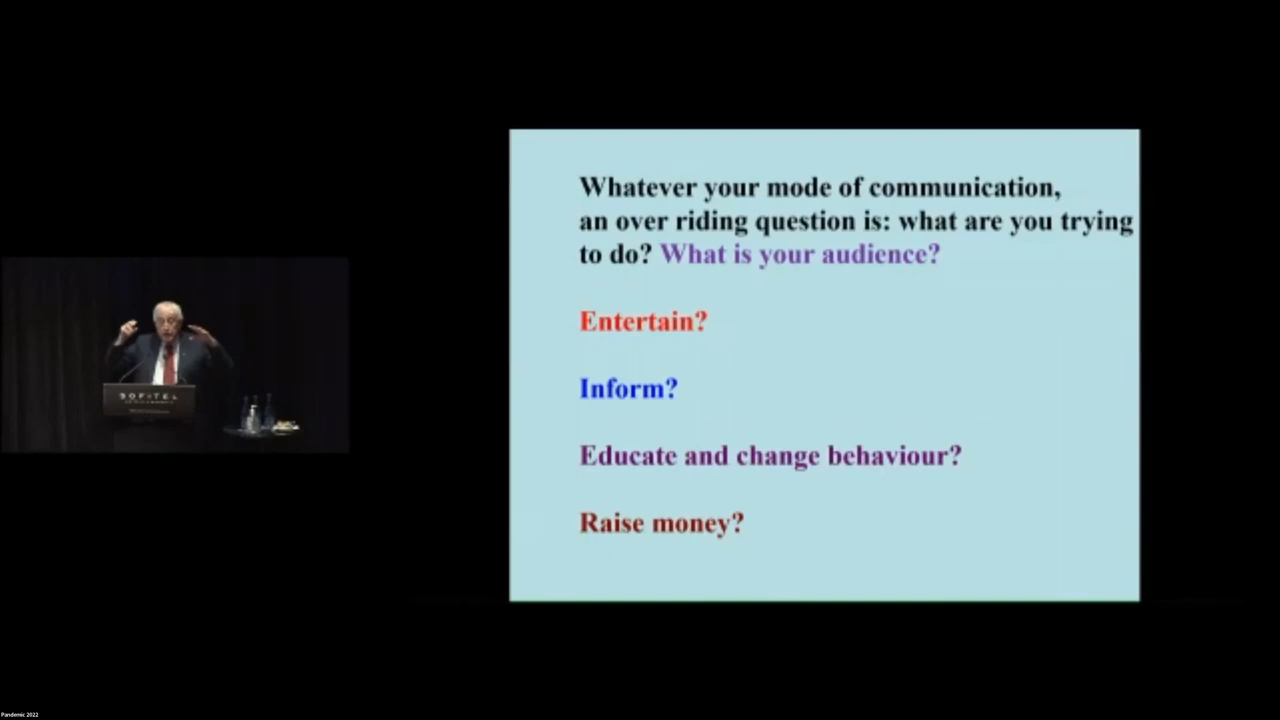 Whatever your mode of communication,
an over riding question is: what are you trying
to do? What is your audience?
Entertain?
Inform?
Educate and change behaviour?
Raise money?
SOFITEL
Pandemic 2022